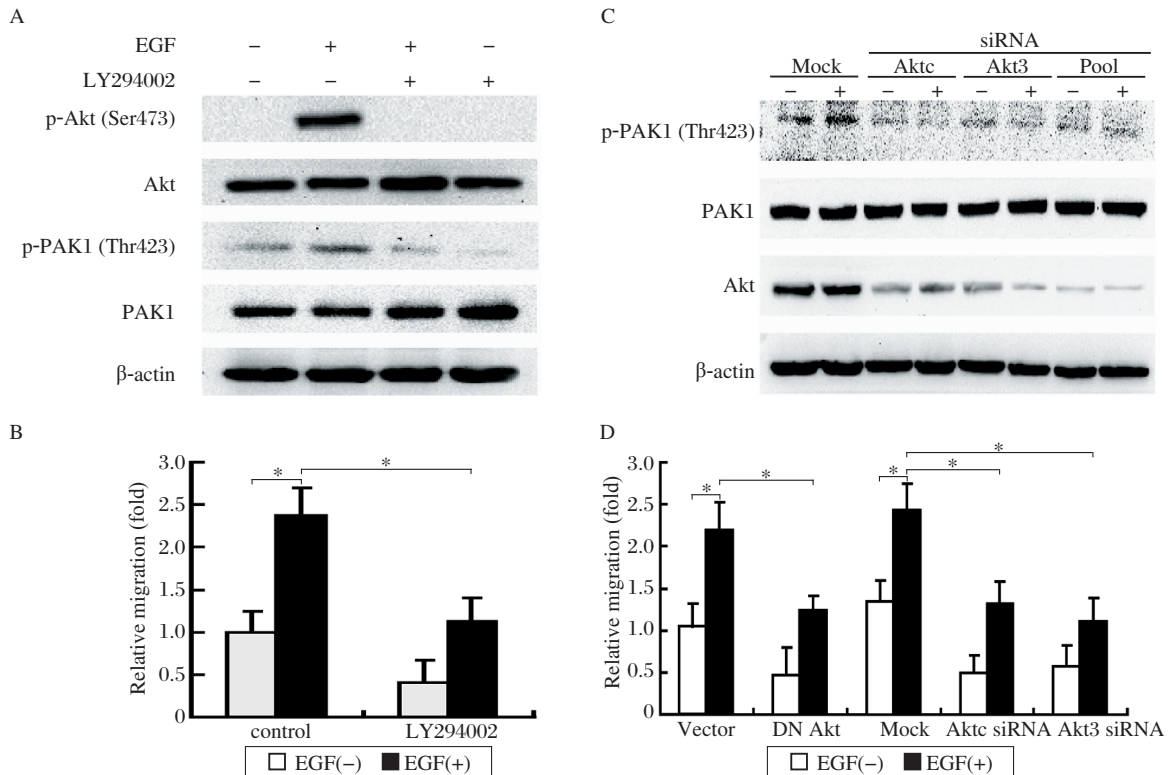 A
EGF − + + −
LY294002 − − + +
p-Akt (Ser473)
Akt
p-PAK1 (Thr423)
PAK1
β-actin
B
Relative migration (fold)
3.0
2.5
2.0
1.5
1.0
0.5
0
*
*
control LY294002
EGF(−) EGF(+)
C
siRNA
Mock Aktc Akt3 Pool
− + − + − + − +
p-PAK1 (Thr423)
PAK1
Akt
β-actin
D
Relative migration (fold)
3.0
2.5
2.0
1.5
1.0
0.5
0
*
*
*
*
*
Vector DN Akt Mock Aktc siRNA Akt3 siRNA
EGF(−) EGF(+)